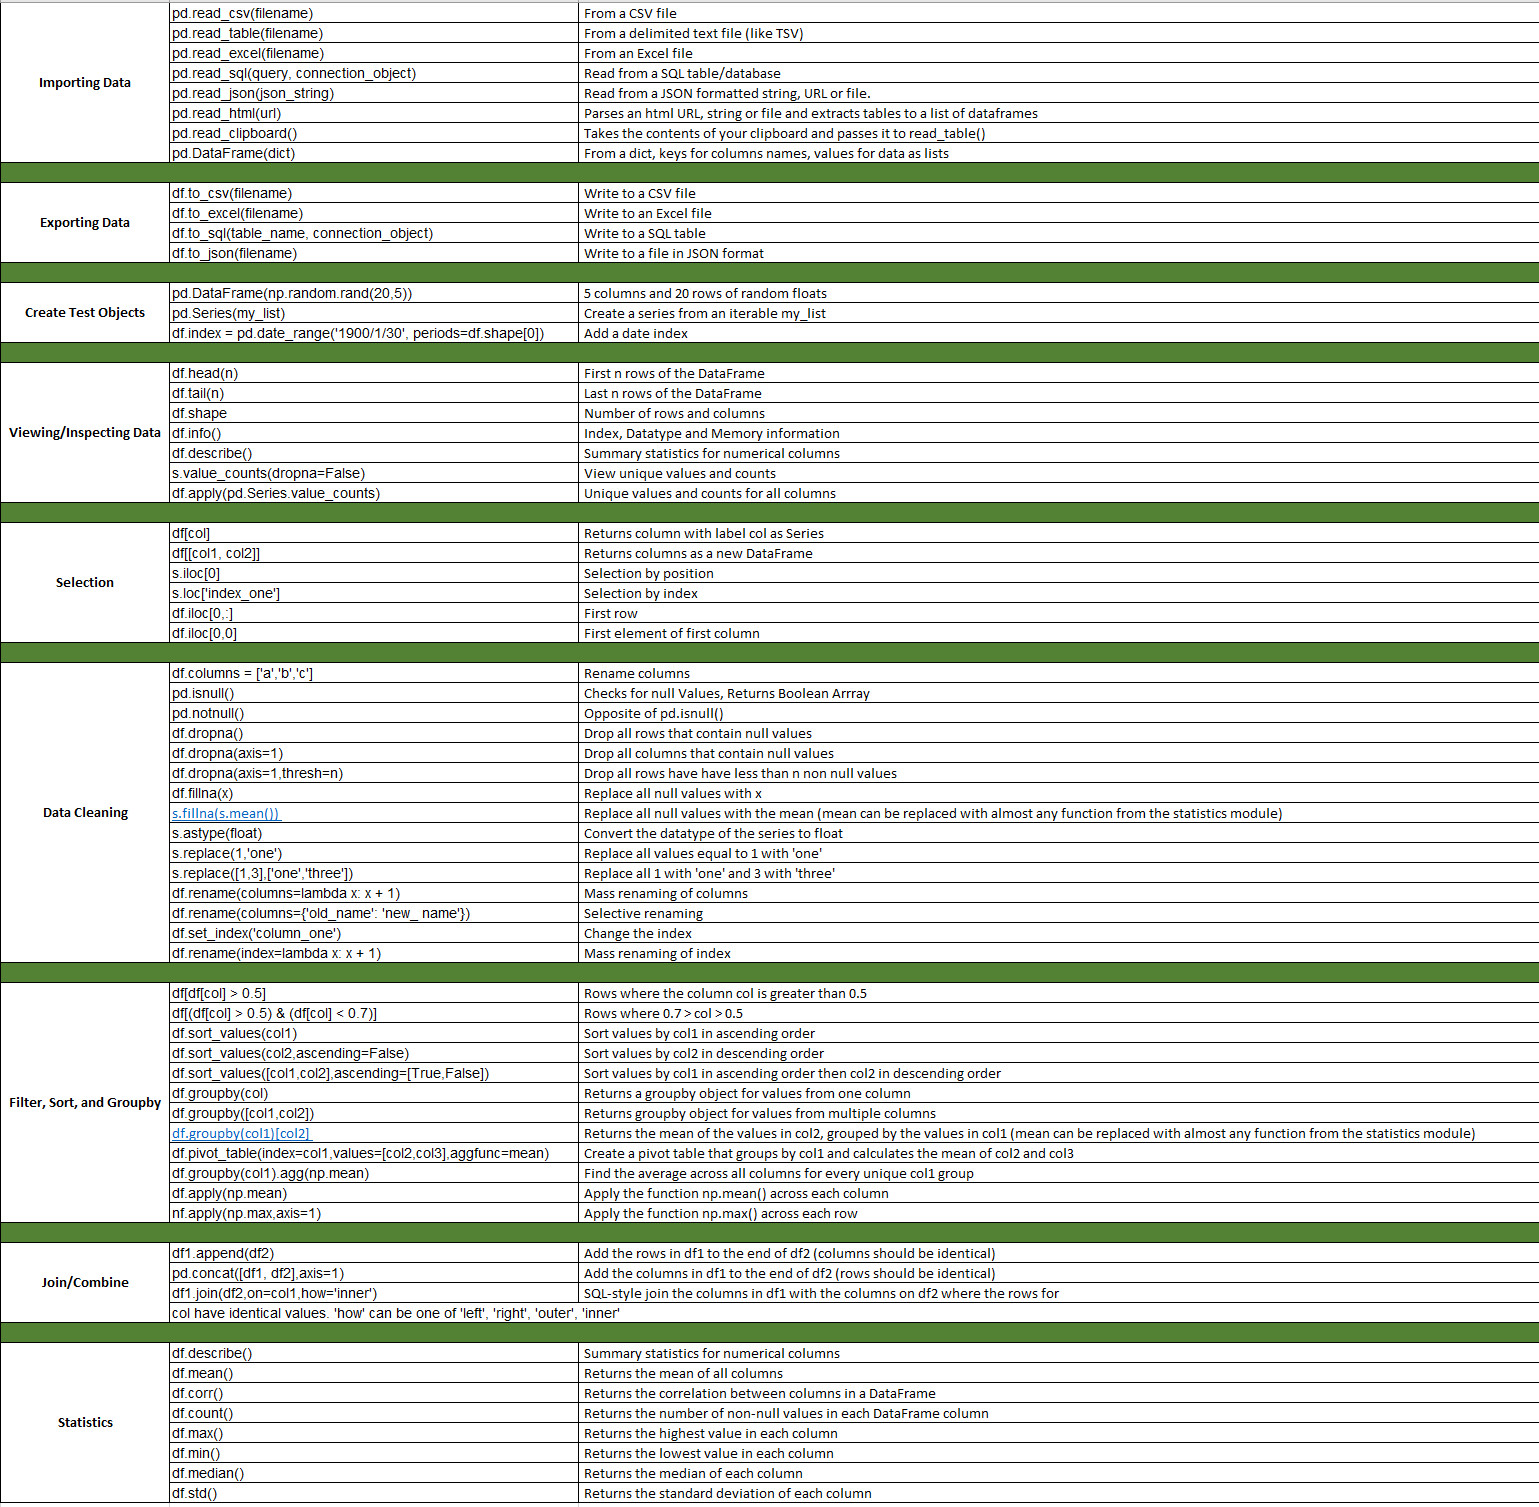 Importing Data
pd.read_csv(filename) From a CSV file
pd.read_table(filename) From a delimited text file (like TSV)
pd.read_excel(filename) From an Excel file
pd.read_sql(query, connection_object) Read from a SQL table/database
pd.read_json(json_string) Read from a JSON formatted string, URL or file.
pd.read_html(url) Parses an html URL, string or file and extracts tables to a list of dataframes
pd.read_clipboard() Takes the contents of your clipboard and passes it to read_table()
pd.DataFrame(dict) From a dict, keys for columns names, values for data as lists
Exporting Data
df.to_csv(filename) Write to a CSV file
df.to_excel(filename) Write to an Excel file
df.to_sql(table_name, connection_object) Write to a SQL table
df.to_json(filename) Write to a file in JSON format
Create Test Objects
pd.DataFrame(np.random.rand(20,5)) 5 columns and 20 rows of random floats
pd.Series(my_list) Create a series from an iterable my_list
df.index = pd.date_range('1900/1/30', periods=df.shape[0]) Add a date index
Viewing/Inspecting Data
df.head(n) First n rows of the DataFrame
df.tail(n) Last n rows of the DataFrame
df.shape Number of rows and columns
df.info() Index, Datatype and Memory information
df.describe() Summary statistics for numerical columns
s.value_counts(dropna=False) View unique values and counts
df.apply(pd.Series.value_counts) Unique values and counts for all columns
Selection
df[col] Returns column with label col as Series
df[[col1, col2]] Returns columns as a new DataFrame
s.iloc[0] Selection by position
s.loc['index_one'] Selection by index
df.iloc[0,:] First row
df.iloc[0,0] First element of first column
Data Cleaning
df.columns = ['a','b','c'] Rename columns
pd.isnull() Checks for null Values, Returns Boolean Arrray
pd.notnull() Opposite of pd.isnull()
df.dropna() Drop all rows that contain null values
df.dropna(axis=1) Drop all columns that contain null values
df.dropna(axis=1,thresh=n) Drop all rows have have less than n non null values
df.fillna(x) Replace all null values with x
s.fillna(s.mean()) Replace all null values with the mean (mean can be replaced with almost any function from the statistics module)
s.astype(float) Convert the datatype of the series to float
s.replace(1,'one') Replace all values equal to 1 with 'one'
s.replace([1,3],['one','three']) Replace all 1 with 'one' and 3 with 'three'
df.rename(columns=lambda x: x + 1) Mass renaming of columns
df.rename(columns={'old_name': 'new_ name'}) Selective renaming
df.set_index('column_one') Change the index
df.rename(index=lambda x: x + 1) Mass renaming of index
Filter, Sort, and Groupby
df[df[col] > 0.5] Rows where the column col is greater than 0.5
df[(df[col] > 0.5) & (df[col] < 0.7)] Rows where 0.7 > col > 0.5
df.sort_values(col1) Sort values by col1 in ascending order
df.sort_values(col2,ascending=False) Sort values by col2 in descending order
df.sort_values([col1,col2],ascending=[True,False]) Sort values by col1 in ascending order then col2 in descending order
df.groupby(col) Returns a groupby object for values from one column
df.groupby([col1,col2]) Returns groupby object for values from multiple columns
df.groupby(col1)[col2] Returns the mean of the values in col2, grouped by the values in col1 (mean can be replaced with almost any function from the statistics module)
df.pivot_table(index=col1,values=[col2,col3],aggfunc=mean) Create a pivot table that groups by col1 and calculates the mean of col2 and col3
df.groupby(col1).agg(np.mean) Find the average across all columns for every unique col1 group
df.apply(np.mean) Apply the function np.mean() across each column
nf.apply(np.max,axis=1) Apply the function np.max() across each row
Join/Combine
df1.append(df2) Add the rows in df1 to the end of df2 (columns should be identical)
pd.concat([df1, df2],axis=1) Add the columns in df1 to the end of df2 (rows should be identical)
df1.join(df2,on=col1,how='inner') SQL-style join the columns in df1 with the columns on df2 where the rows for
col have identical values. 'how' can be one of 'left', 'right', 'outer', 'inner'
Statistics
df.describe() Summary statistics for numerical columns
df.mean() Returns the mean of all columns
df.corr() Returns the correlation between columns in a DataFrame
df.count() Returns the number of non-null values in each DataFrame column
df.max() Returns the highest value in each column
df.min() Returns the lowest value in each column
df.median() Returns the median of each column
df.std() Returns the standard deviation of each column